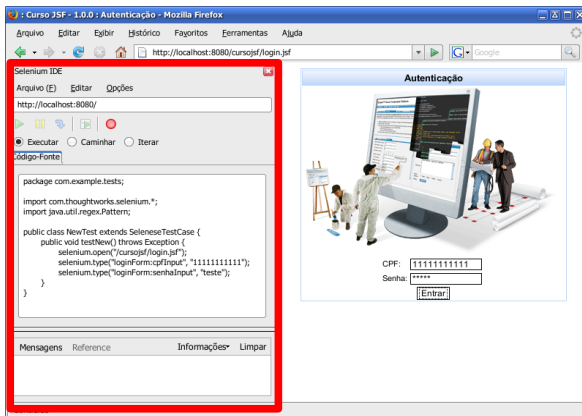 : Curso JSF - 1.0.0 : Autenticação - Mozilla Firefox
Arquivo Editar Exibir Histórico Favoritos Ferramentas Ajuda
http://localhost:8080/cursojsf/login.jsf
Google
Selenium IDE
Arquivo (F) Editar Opções
http://localhost:8080/
Executar Caminhar Iterar
Código-Fonte
package com.example.tests;
import com.thoughtworks.selenium.*;
import java.util.regex.Pattern;
public class NewTest extends SeleneseTestCase {
public void testNew() throws Exception {
selenium.open("/cursojsf/login.jsf");
selenium.type("loginForm:cpfInput", "11111111111");
selenium.type("loginForm:senhaInput", "teste");
}
}
Mensagens Reference Informações Limpar
Autenticação
CPF: 11111111111
Senha: *****
Entrar